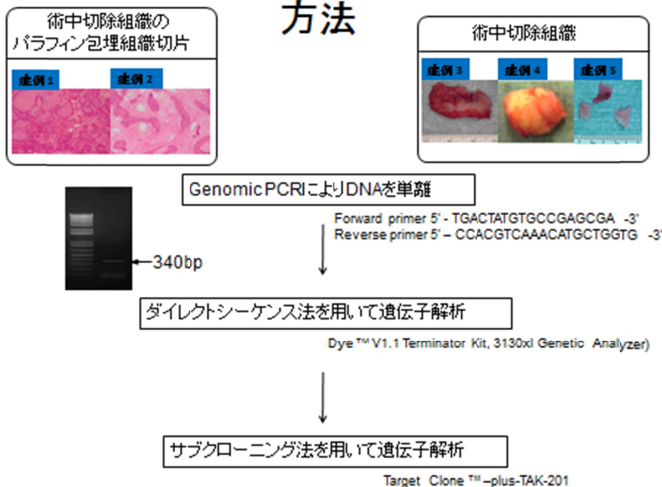 方法
術中切除組織の
パラフィン包埋組織切片
症例1
症例2
術中切除組織
症例3
症例4
症例5
Genomic PCRによりDNAを単離
Forward primer 5' - TGACTATGTGCCGAGCGA -3'
Reverse primer 5' – CCACGTCAAACATGCTGGTG -3'
340bp
ダイレクトシーケンス法を用いて遺伝子解析
Dye ™ V1.1 Terminator Kit, 3130xl Genetic Analyzer)
サブクローニング法を用いて遺伝子解析
Target Clone ™ –plus-TAK-201